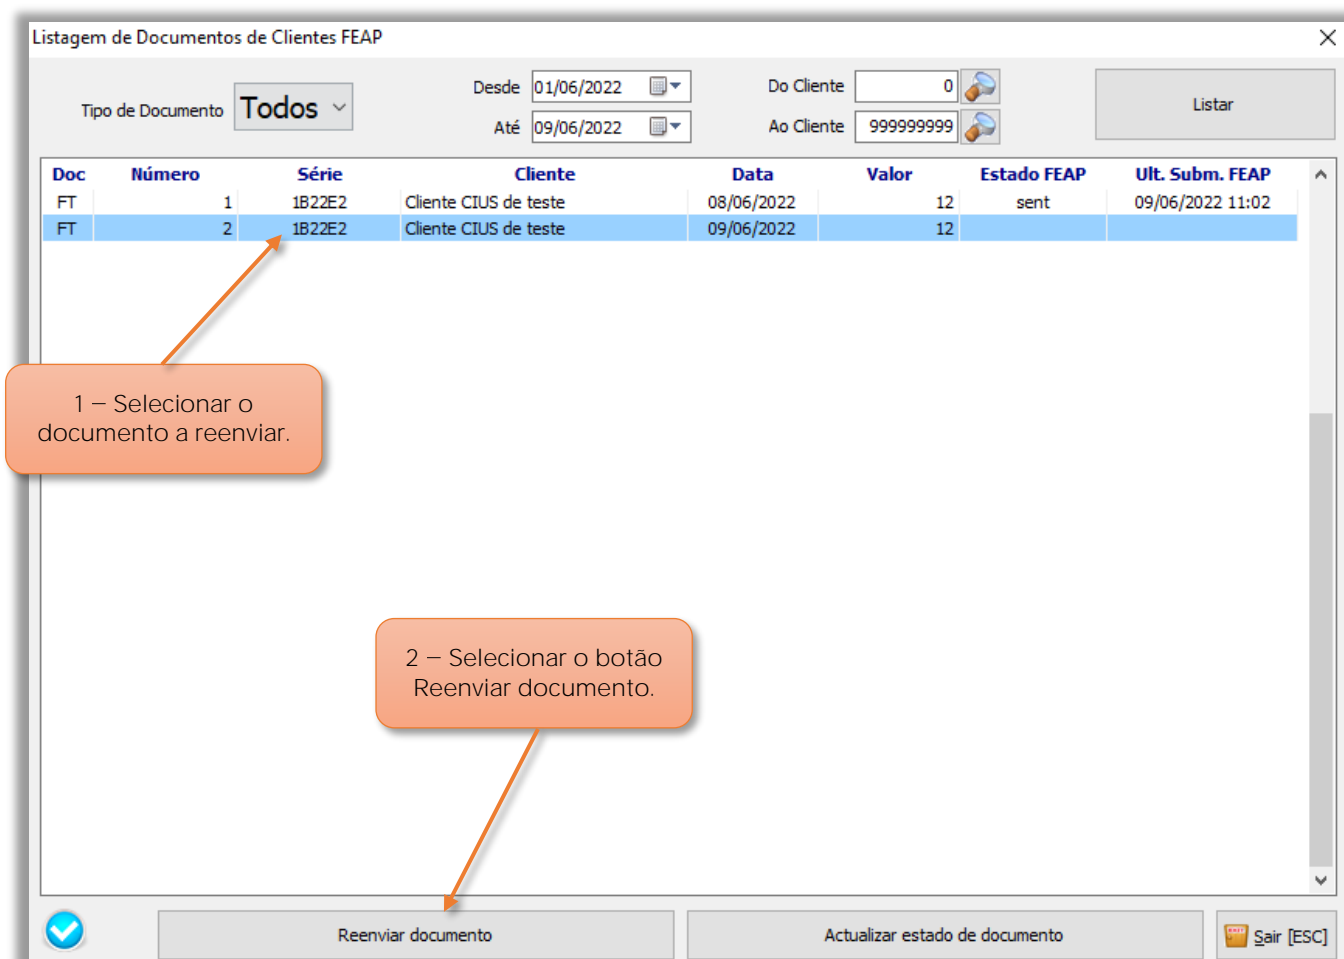 Listagem de Documentos de Clientes FEAP
Tipo de Documento Todos Desde 01/06/2022 Do Cliente 0 Listar
Até 09/06/2022 Ao Cliente 999999999
Doc Número Série Cliente Data Valor Estado FEAP Ult. Subm. FEAP
FT 1 1B22E2 Cliente CIUS de teste 08/06/2022 12 sent 09/06/2022 11:02
FT 2 1B22E2 Cliente CIUS de teste 09/06/2022 12
1 – Selecionar o
documento a reenviar.
2 – Selecionar o botão
Reenviar documento.
Reenviar documento Actualizar estado de documento Sair [ESC]